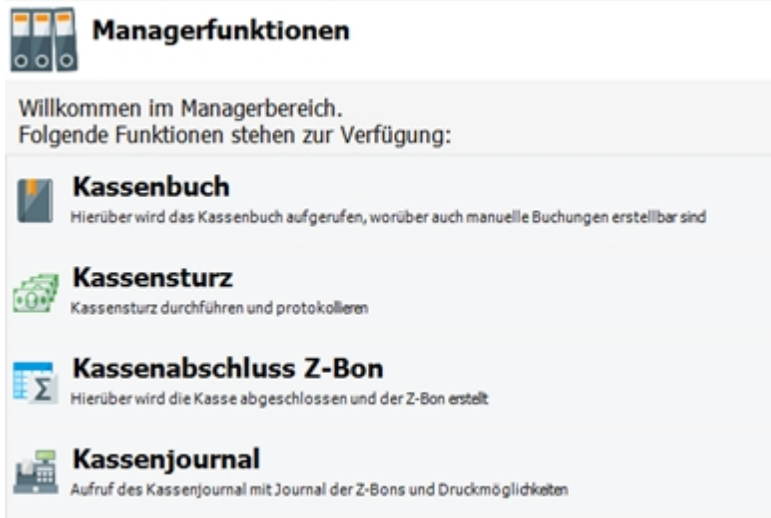 Managerfunktionen
Willkommen im Managerbereich.
Folgende Funktionen stehen zur Verfügung:
Kassenbuch
Hierüber wird das Kassenbuch aufgerufen, worüber auch manuelle Buchungen erstellbar sind
Kassensturz
Kassensturz durchführen und protokollieren
Kassenabschluss Z-Bon
Hierüber wird die Kasse abgeschlossen und der Z-Bon erstellt
Kassenjournal
Aufruf des Kassenjournal mit Journal der Z-Bons und Druckmöglichkeiten